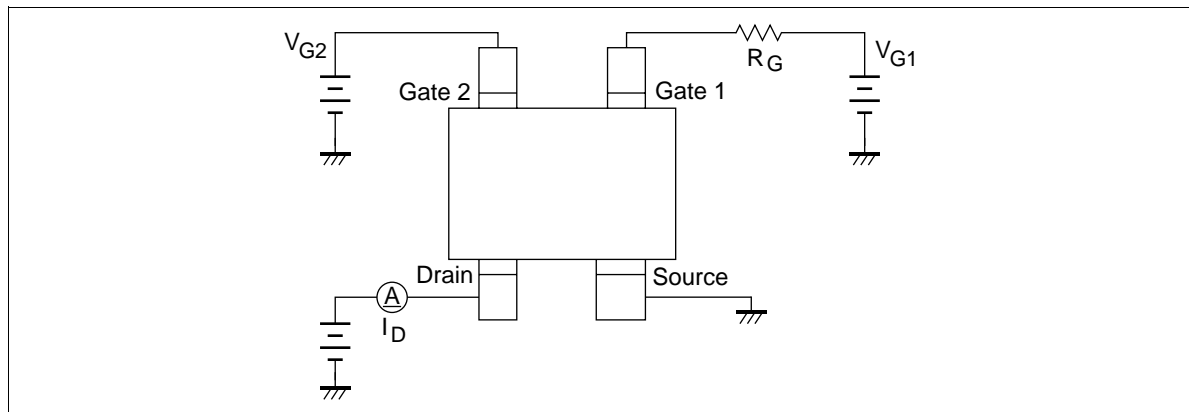 V_G2
R_G
V_G1
Gate 2
Gate 1
Drain
Source
A
I_D